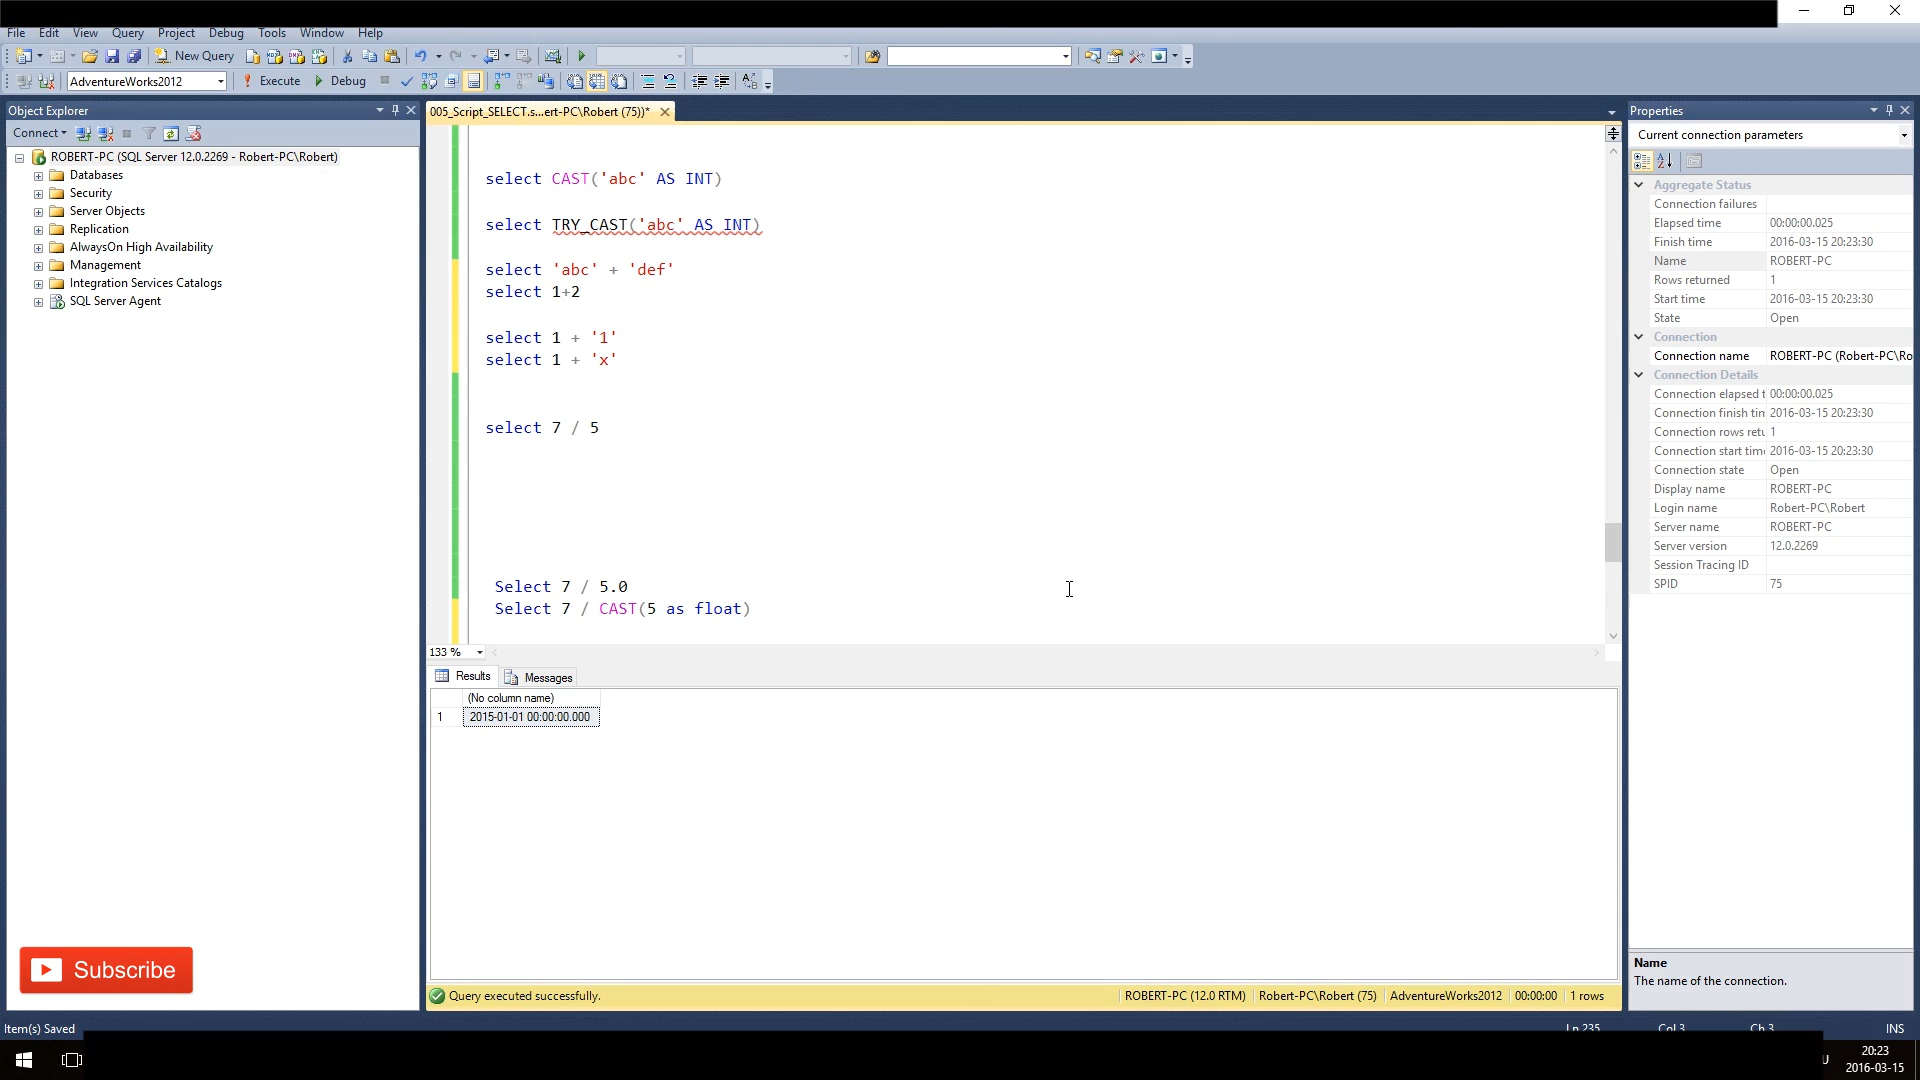 File Edit View Query Project Debug Tools Window Help
New Query
AdventureWorks2012 Execute Debug
Object Explorer
Connect
ROBERT-PC (SQL Server 12.0.2269 - Robert-PC\Robert)
Databases
Security
Server Objects
Replication
AlwaysOn High Availability
Management
Integration Services Catalogs
SQL Server Agent
Subscribe
005_Script_SELECT.s...ert-PC\Robert (75))*
select CAST('abc' AS INT)
select TRY_CAST('abc' AS INT)
select 'abc' + 'def'
select 1+2
select 1 + '1'
select 1 + 'x'
select 7 / 5
Select 7 / 5.0
Select 7 / CAST(5 as float)
133 %
Results Messages
(No column name)
1 2015-01-01 00:00:00.000
Query executed successfully. ROBERT-PC (12.0 RTM) Robert-PC\Robert (75) AdventureWorks2012 00:00:00 1 rows
Properties
Current connection parameters
Aggregate Status
Connection failures
Elapsed time 00:00:00.025
Finish time 2016-03-15 20:23:30
Name ROBERT-PC
Rows returned 1
Start time 2016-03-15 20:23:30
State Open
Connection
Connection name ROBERT-PC (Robert-PC\Ro
Connection Details
Connection elapsed t 00:00:00.025
Connection finish tim 2016-03-15 20:23:30
Connection rows retu 1
Connection start time 2016-03-15 20:23:30
Connection state Open
Display name ROBERT-PC
Login name Robert-PC\Robert
Server name ROBERT-PC
Server version 12.0.2269
Session Tracing ID
SPID 75
Name
The name of the connection.
Item(s) Saved Ln 235 Col 3 Ch 3 INS
20:23
2016-03-15